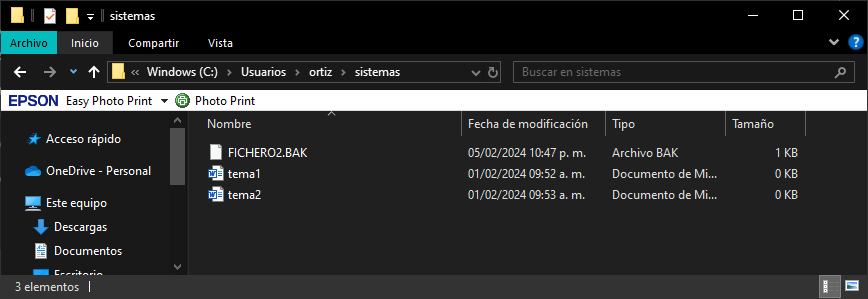 sistemas
Archivo Inicio Compartir Vista
« Windows (C:) > Usuarios > ortiz > sistemas Buscar en sistemas
EPSON Easy Photo Print Photo Print
Nombre Fecha de modificación Tipo Tamaño
Acceso rápido
OneDrive - Personal
Este equipo
Descargas
Documentos
Escritorio
FICHERO2.BAK 05/02/2024 10:47 p. m. Archivo BAK 1 KB
tema1 01/02/2024 09:52 a. m. Documento de Mi... 0 KB
tema2 01/02/2024 09:53 a. m. Documento de Mi... 0 KB
3 elementos